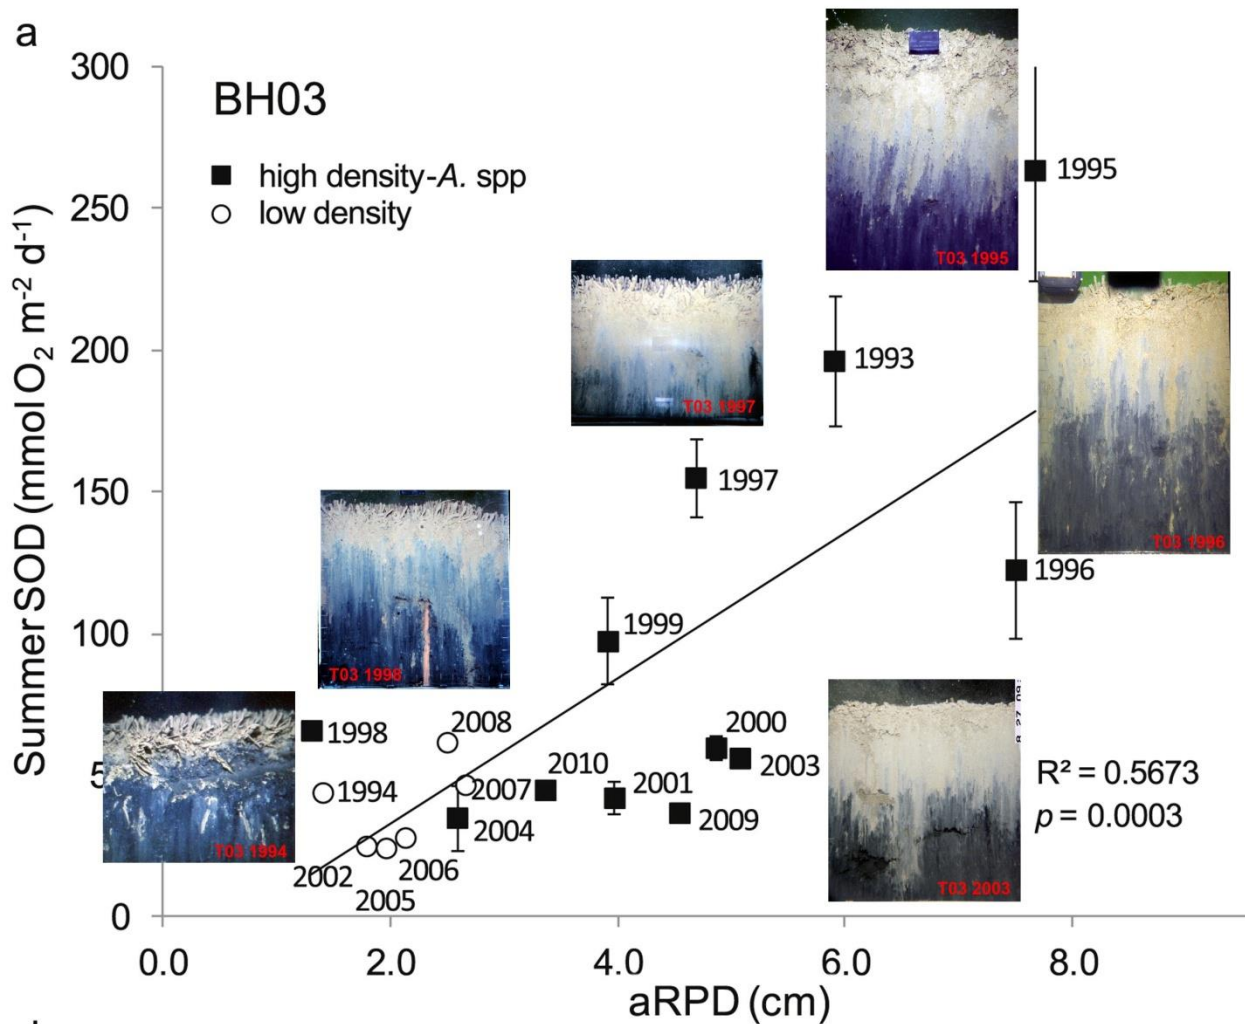 a
BH03
high density-A. spp
low density
Summer SOD (mmol O₂ m⁻² d⁻¹)
300
250
200
150
100
5
0
T03 1995
1995
T03 1997
1993
T03 1996
1997
1996
T03 1998
1999
T03 1994
1998
1994
2008
2007
2004
2002
2005
2006
2010
2001
2000
2003
2009
T03 2003
R² = 0.5673
p = 0.0003
0.0 2.0 4.0 6.0 8.0
aRPD (cm)